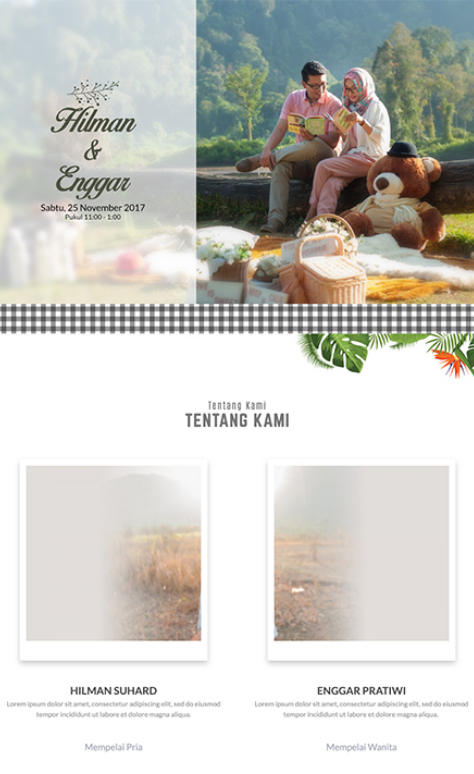 Hilman
&
Enggar
Sabtu, 25 November 2017
Pukul 11:00 - 1:00
Tentang Kami
TENTANG KAMI
HILMAN SUHARD
Lorem ipsum dolor sit amet, consectetur adipiscing elit, sed do eiusmod
tempor incididunt ut labore et dolore magna aliqua.
Mempelai Pria
ENGGAR PRATIWI
Lorem ipsum dolor sit amet, consectetur adipiscing elit, sed do eiusmod
tempor incididunt ut labore et dolore magna aliqua.
Mempelai Wanita